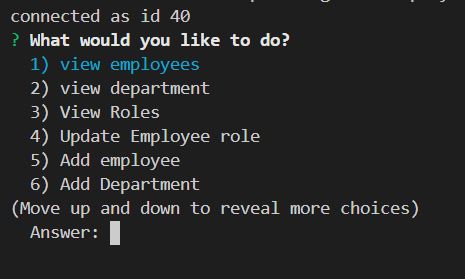 connected as id 40
? What would you like to do?
1) view employees
2) view department
3) View Roles
4) Update Employee role
5) Add employee
6) Add Department
(Move up and down to reveal more choices)
Answer: